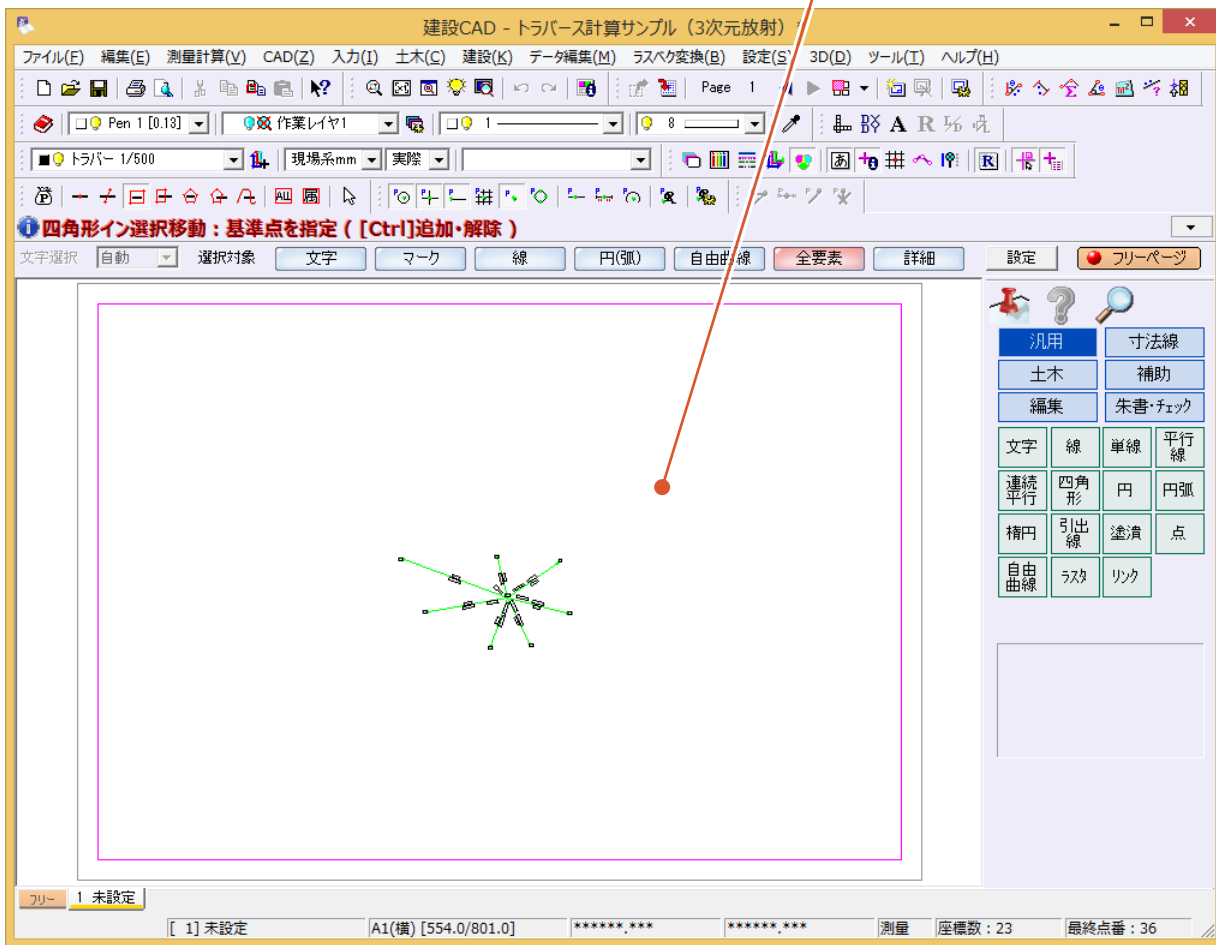 建設CAD - トラバース計算サンプル（3次元放射） *
ファイル(F) 編集(E) 測量計算(V) CAD(Z) 入力(I) 土木(C) 建設(K) データ編集(M) ラスベク変換(B) 設定(S) 3D(D) ツール(T) ヘルプ(H)
Page 1
Pen 1 [0.13] 作業レイヤ1 1 8
トラバー 1/500 現場系mm 実際
四角形イン選択移動：基準点を指定 ( [Ctrl]追加・解除 )
文字選択 自動 選択対象 文字 マーク 線 円(弧) 自由曲線 全要素 詳細 設定 フリーページ
汎用 寸法線
土木 補助
編集 朱書・チェック
文字 線 単線 平行線
連続平行 四角形 円 円弧
楕円 引出線 塗潰 点
自由曲線 ラスタ リンク
フリー 1 未設定
[ 1] 未設定 A1(横) [554.0/801.0] ******.*** ******.*** 測量 座標数：23 最終点番：36